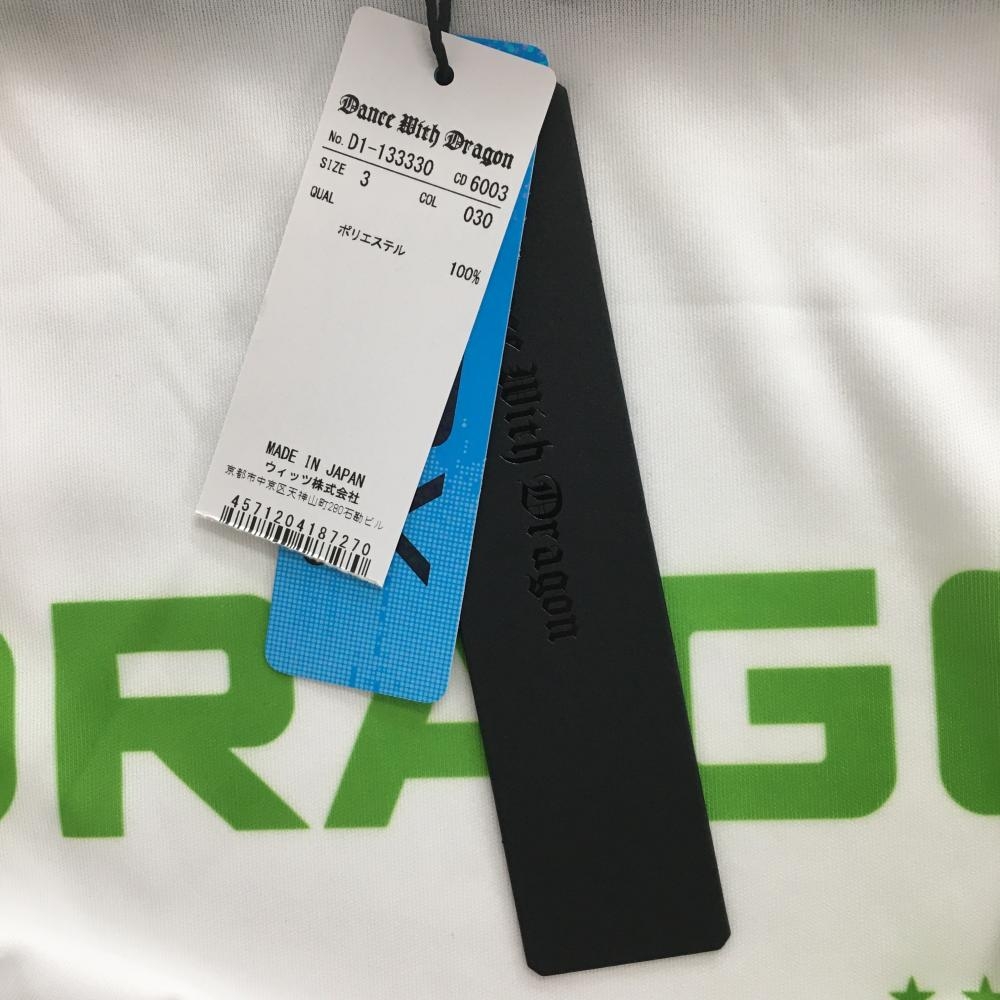 Dance With Dragon
No. D1-133330 CD 6003
SIZE 3 COL 030
QUAL
ポリエステル 100%
MADE IN JAPAN
ウィッツ株式会社
京都市中京区天神山町280石勘ビル
4571204187270
With Dragon
DRAGO